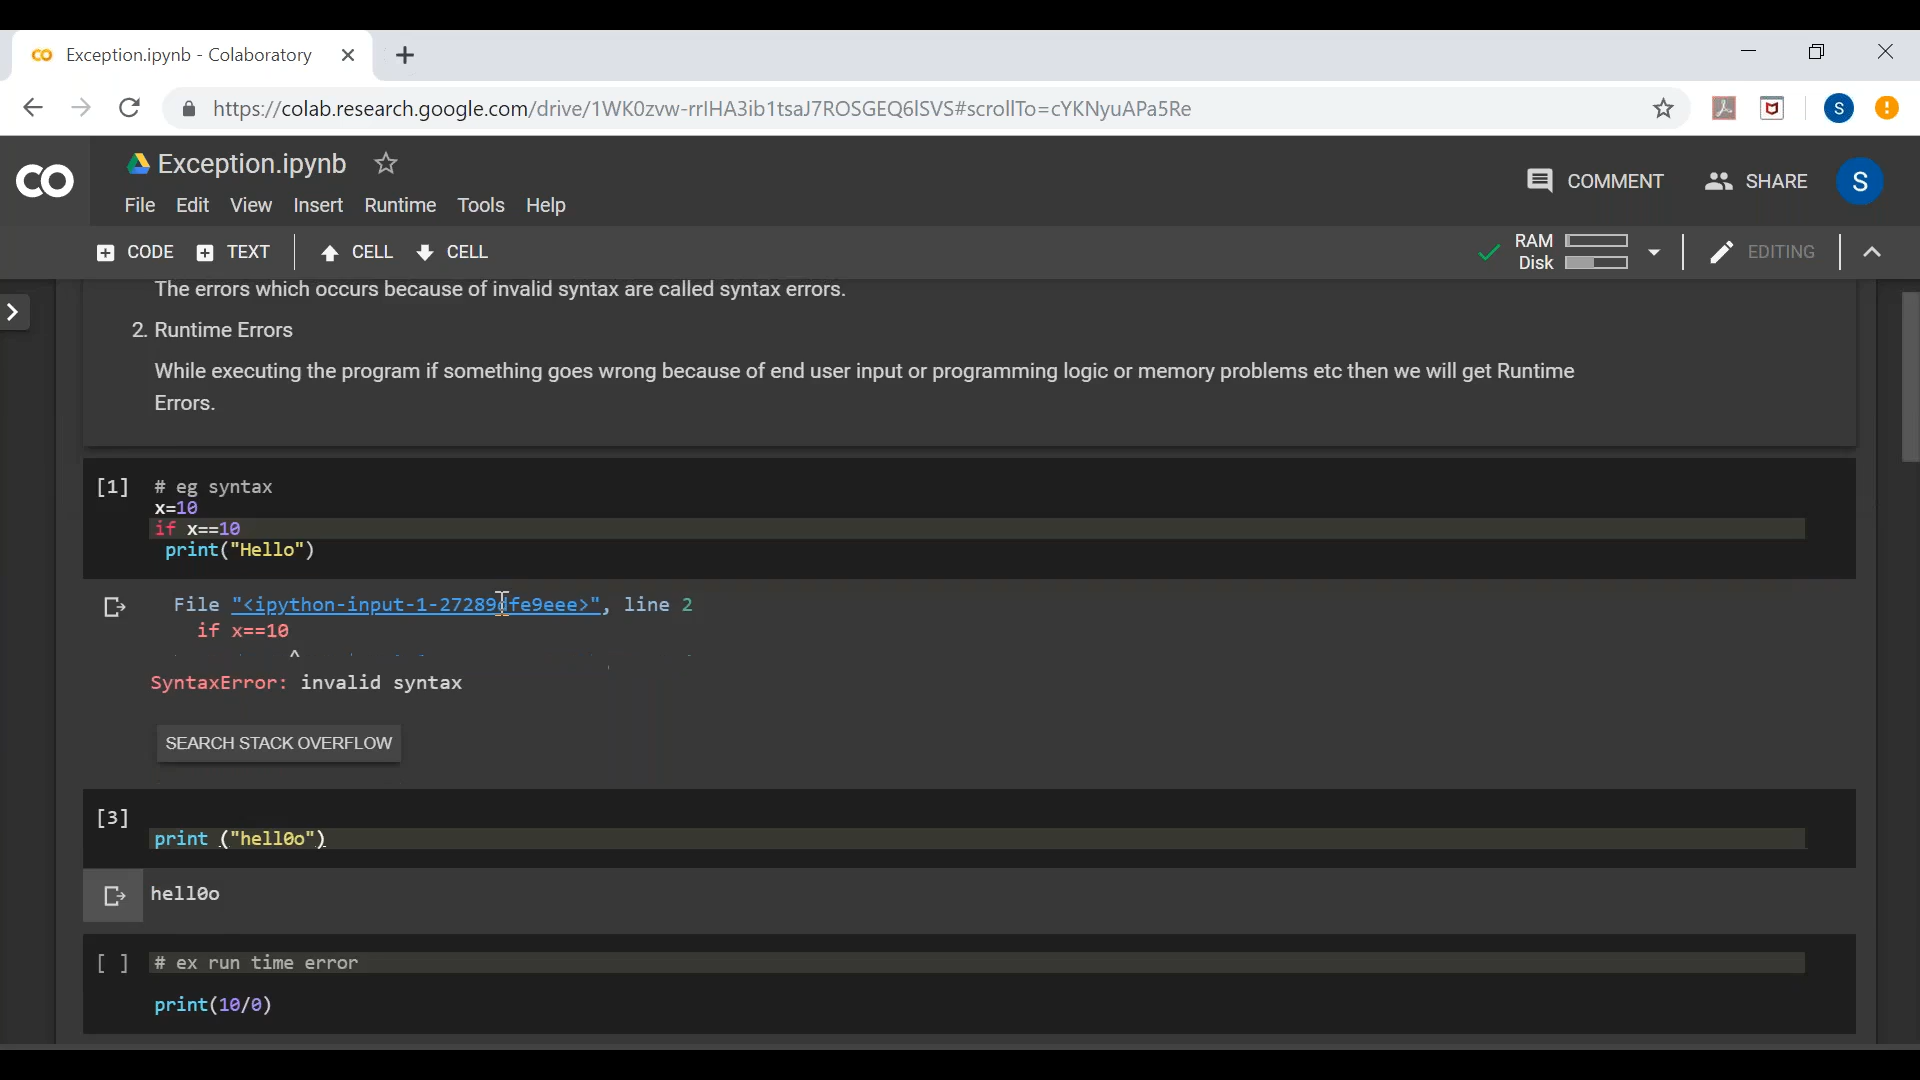 Exception.ipynb - Colaboratory
https://colab.research.google.com/drive/1WK0zvw-rrIHA3ib1tsaJ7ROSGEQ6lSVS#scrollTo=cYKNyuAPa5Re
S
CO
Exception.ipynb
COMMENT
SHARE
S
File Edit View Insert Runtime Tools Help
CODE TEXT CELL CELL
RAM
Disk
EDITING
The errors which occurs because of invalid syntax are called syntax errors.
2. Runtime Errors
While executing the program if something goes wrong because of end user input or programming logic or memory problems etc then we will get Runtime
Errors.
[1] # eg syntax
x=10
if x==10
print("Hello")
File "<ipython-input-1-27289dfe9eee>", line 2
if x==10
^
SyntaxError: invalid syntax
SEARCH STACK OVERFLOW
[3]
print ("hell0o")
hell0o
[ ] # ex run time error
print(10/0)